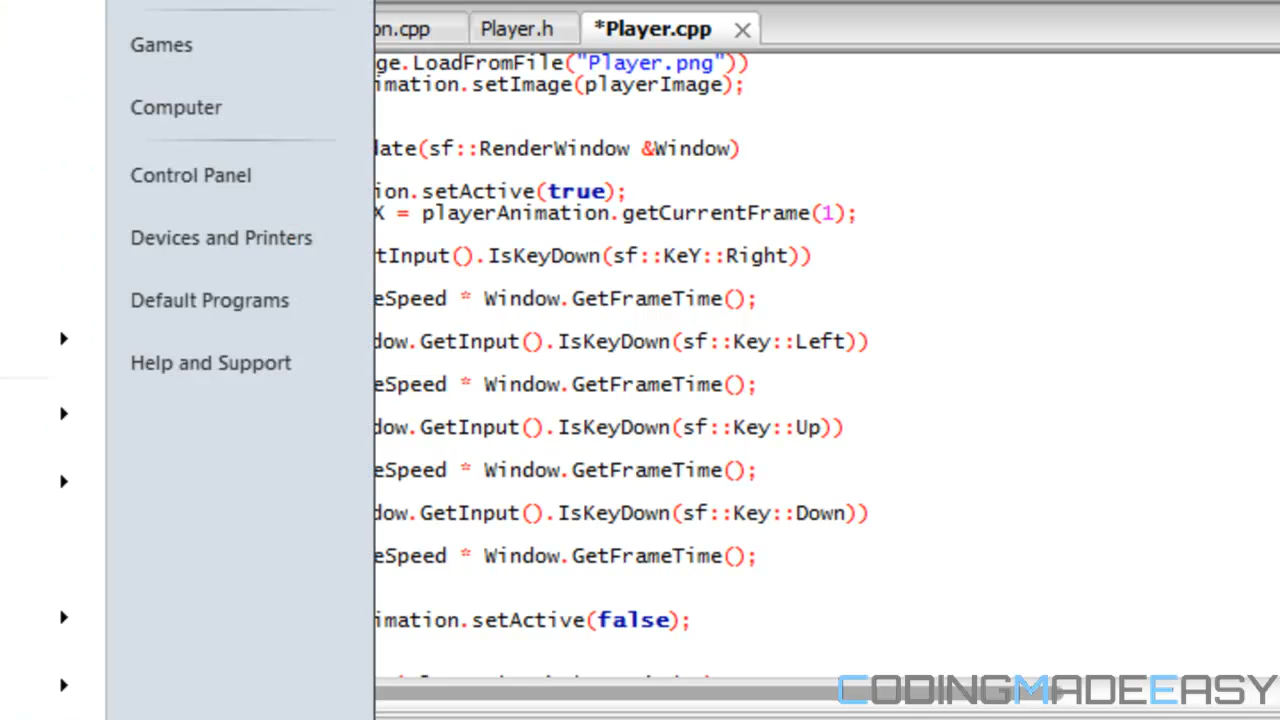 Games
Computer
Control Panel
Devices and Printers
Default Programs
Help and Support
on.cpp
Player.h
*Player.cpp
ge.LoadFromFile("Player.png"))
imation.setImage(playerImage);
date(sf::RenderWindow &Window)
ion.setActive(true);
X = playerAnimation.getCurrentFrame(1);
tInput().IsKeyDown(sf::KeY::Right))
eSpeed * Window.GetFrameTime();
dow.GetInput().IsKeyDown(sf::Key::Left))
eSpeed * Window.GetFrameTime();
dow.GetInput().IsKeyDown(sf::Key::Up))
eSpeed * Window.GetFrameTime();
dow.GetInput().IsKeyDown(sf::Key::Down))
eSpeed * Window.GetFrameTime();
imation.setActive(false);
CODINGMADEEASY